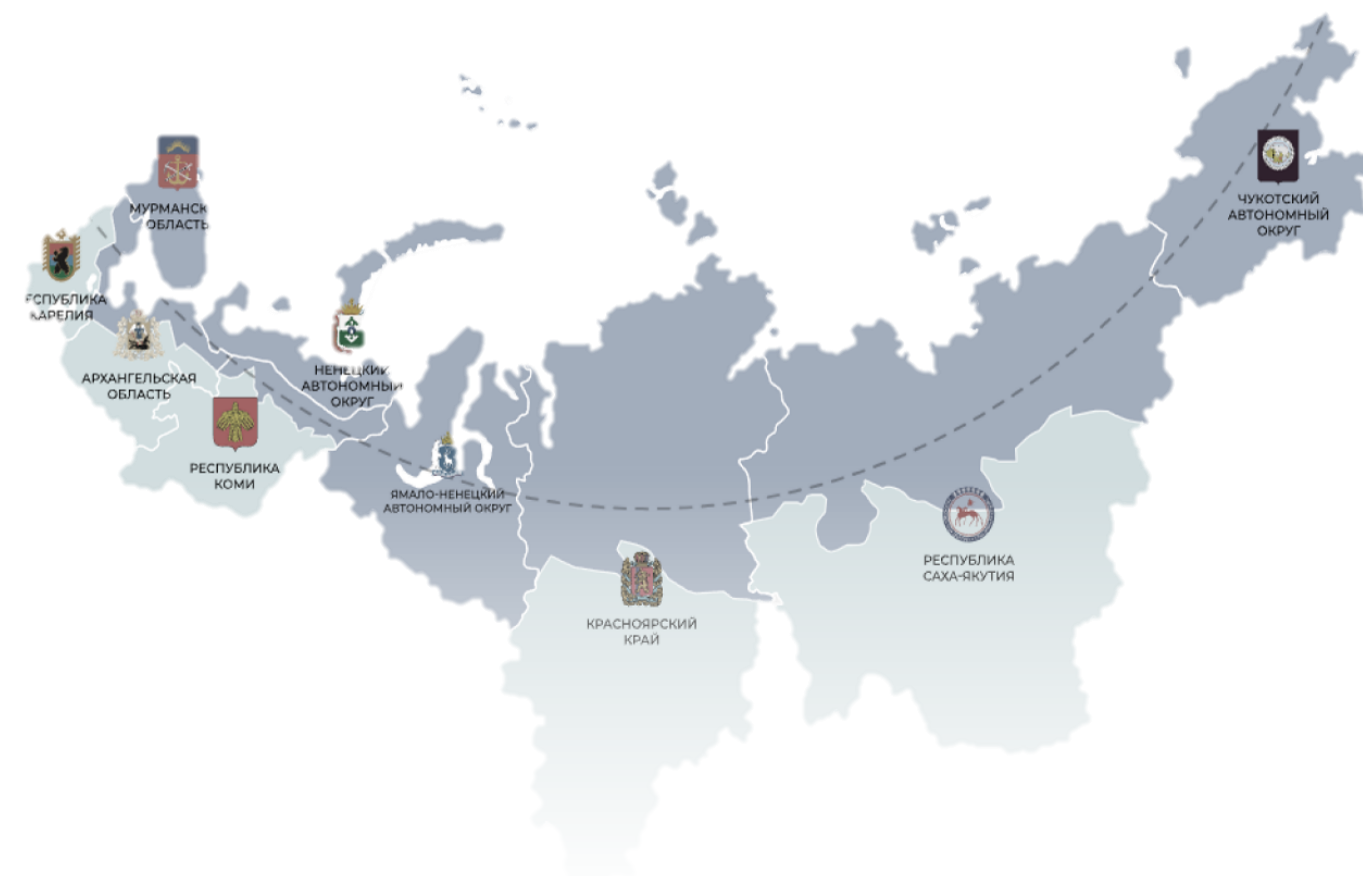 МУРМАНСК
ОБЛАСТЬ
ЕСПУБЛИКА
КАРЕЛИЯ
АРХАНГЕЛЬСКАЯ
ОБЛАСТЬ
НЕНЕЦКИЙ
АВТОНОМНЫЙ
ОКРУГ
РЕСПУБЛИКА
КОМИ
ЯМАЛО-НЕНЕЦКИЙ
АВТОНОМНЫЙ ОКРУГ
КРАСНОЯРСКИЙ
КРАЙ
РЕСПУБЛИКА
САХА-ЯКУТИЯ
ЧУКОТСКИЙ
АВТОНОМНЫЙ
ОКРУГ